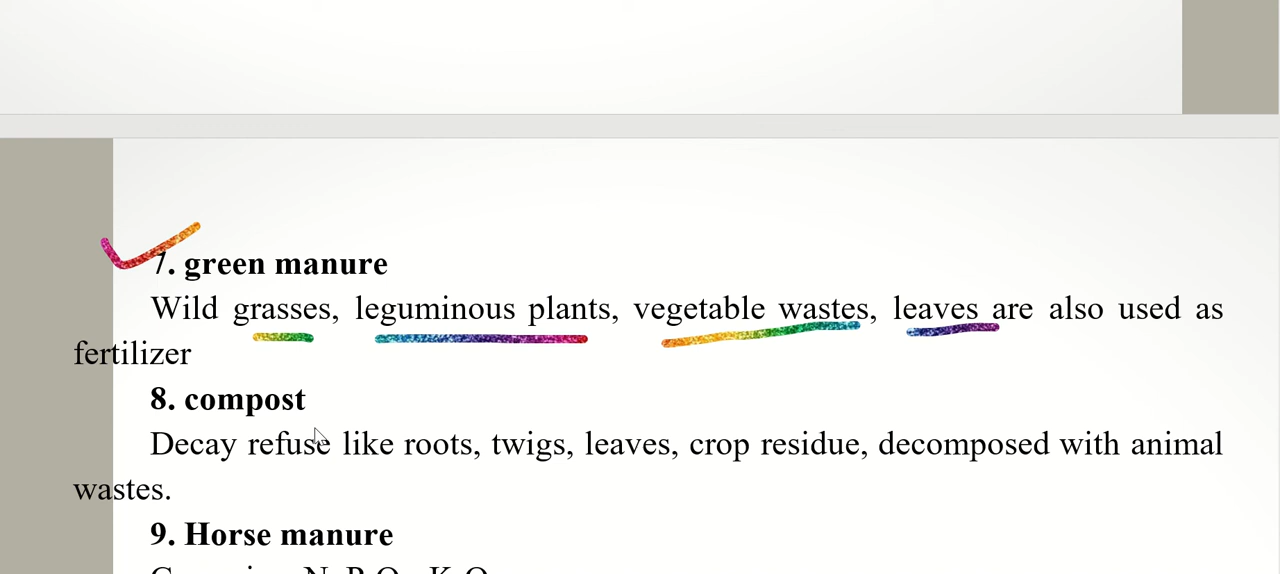 7. green manure
Wild grasses, leguminous plants, vegetable wastes, leaves are also used as
fertilizer
8. compost
Decay refuse like roots, twigs, leaves, crop residue, decomposed with animal
wastes.
9. Horse manure